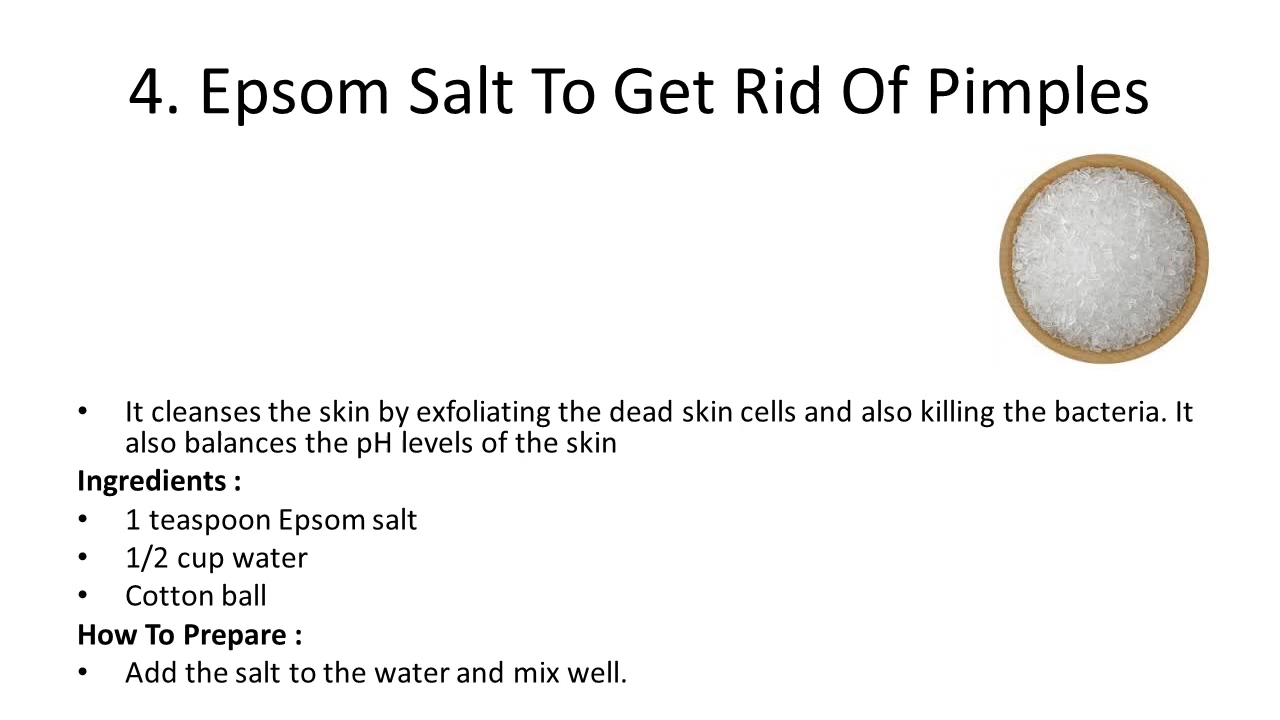 4. Epsom Salt To Get Rid Of Pimples
• It cleanses the skin by exfoliating the dead skin cells and also killing the bacteria. It
also balances the pH levels of the skin
Ingredients :
• 1 teaspoon Epsom salt
• 1/2 cup water
• Cotton ball
How To Prepare :
• Add the salt to the water and mix well.